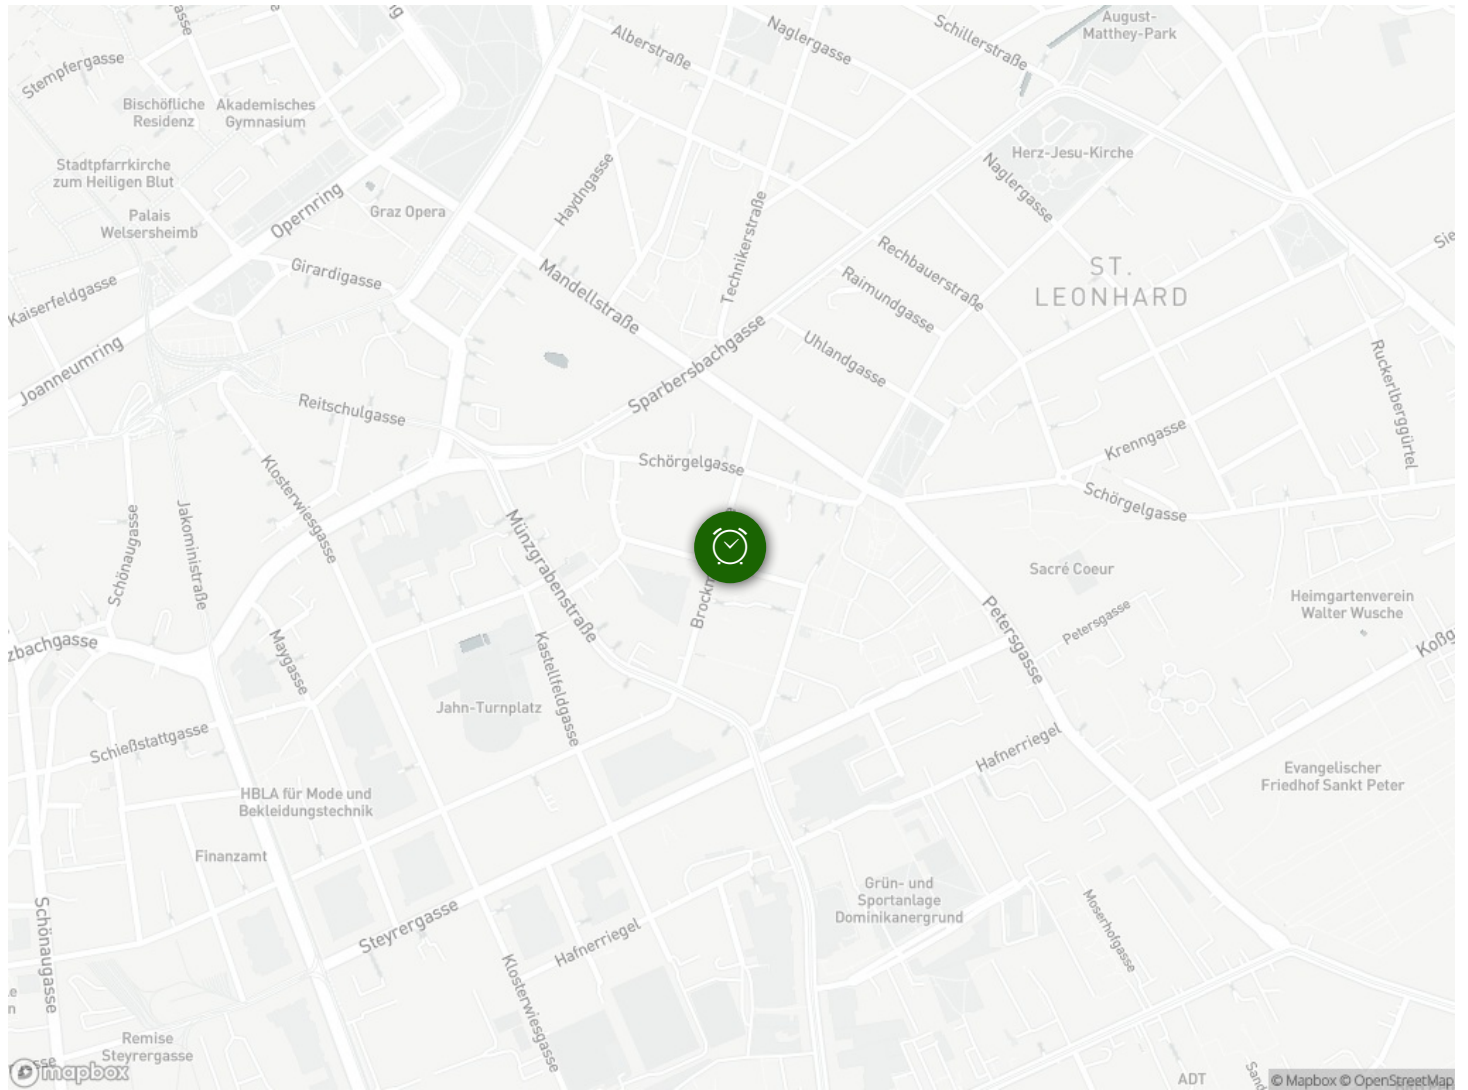 Stempfergasse
Alberstraße
Naglergasse
Schillerstraße
August-
Matthey-Park
Bischöfliche
Residenz
Akademisches
Gymnasium
Stadtpfarrkirche
zum Heiligen Blut
Herz-Jesu-Kirche
Palais
Welsersheimb
Opernring
Graz Opera
Haydngasse
Technikerstraße
Naglergasse
Rechbauerstraße
Raimundgasse
ST.
LEONHARD
Kaiserfeldgasse
Girardigasse
Mandellstraße
Joanneumring
Sparbersbachgasse
Uhlandgasse
Ruckerlberggürtel
Reitschulgasse
Krenngasse
Schörgelgasse
Schörgelgasse
Klosterwiesgasse
Jakoministraße
Schönaugasse
Münzgrabenstraße
Sacré Coeur
Heimgartenverein
Walter Wusche
Petersgasse
Petersgasse
Maygasse
Kastellfeldgasse
Jahn-Turnplatz
Schießstattgasse
Hafnerriegel
Evangelischer
Friedhof Sankt Peter
HBLA für Mode und
Bekleidungstechnik
Finanzamt
Grün- und
Sportanlage
Dominikanergrund
Schönaugasse
Steyrergasse
Hafnerriegel
Moserhofgasse
Klosterwiesgasse
Remise
Steyrergasse
ADT
mapbox
© Mapbox © OpenStreetMap